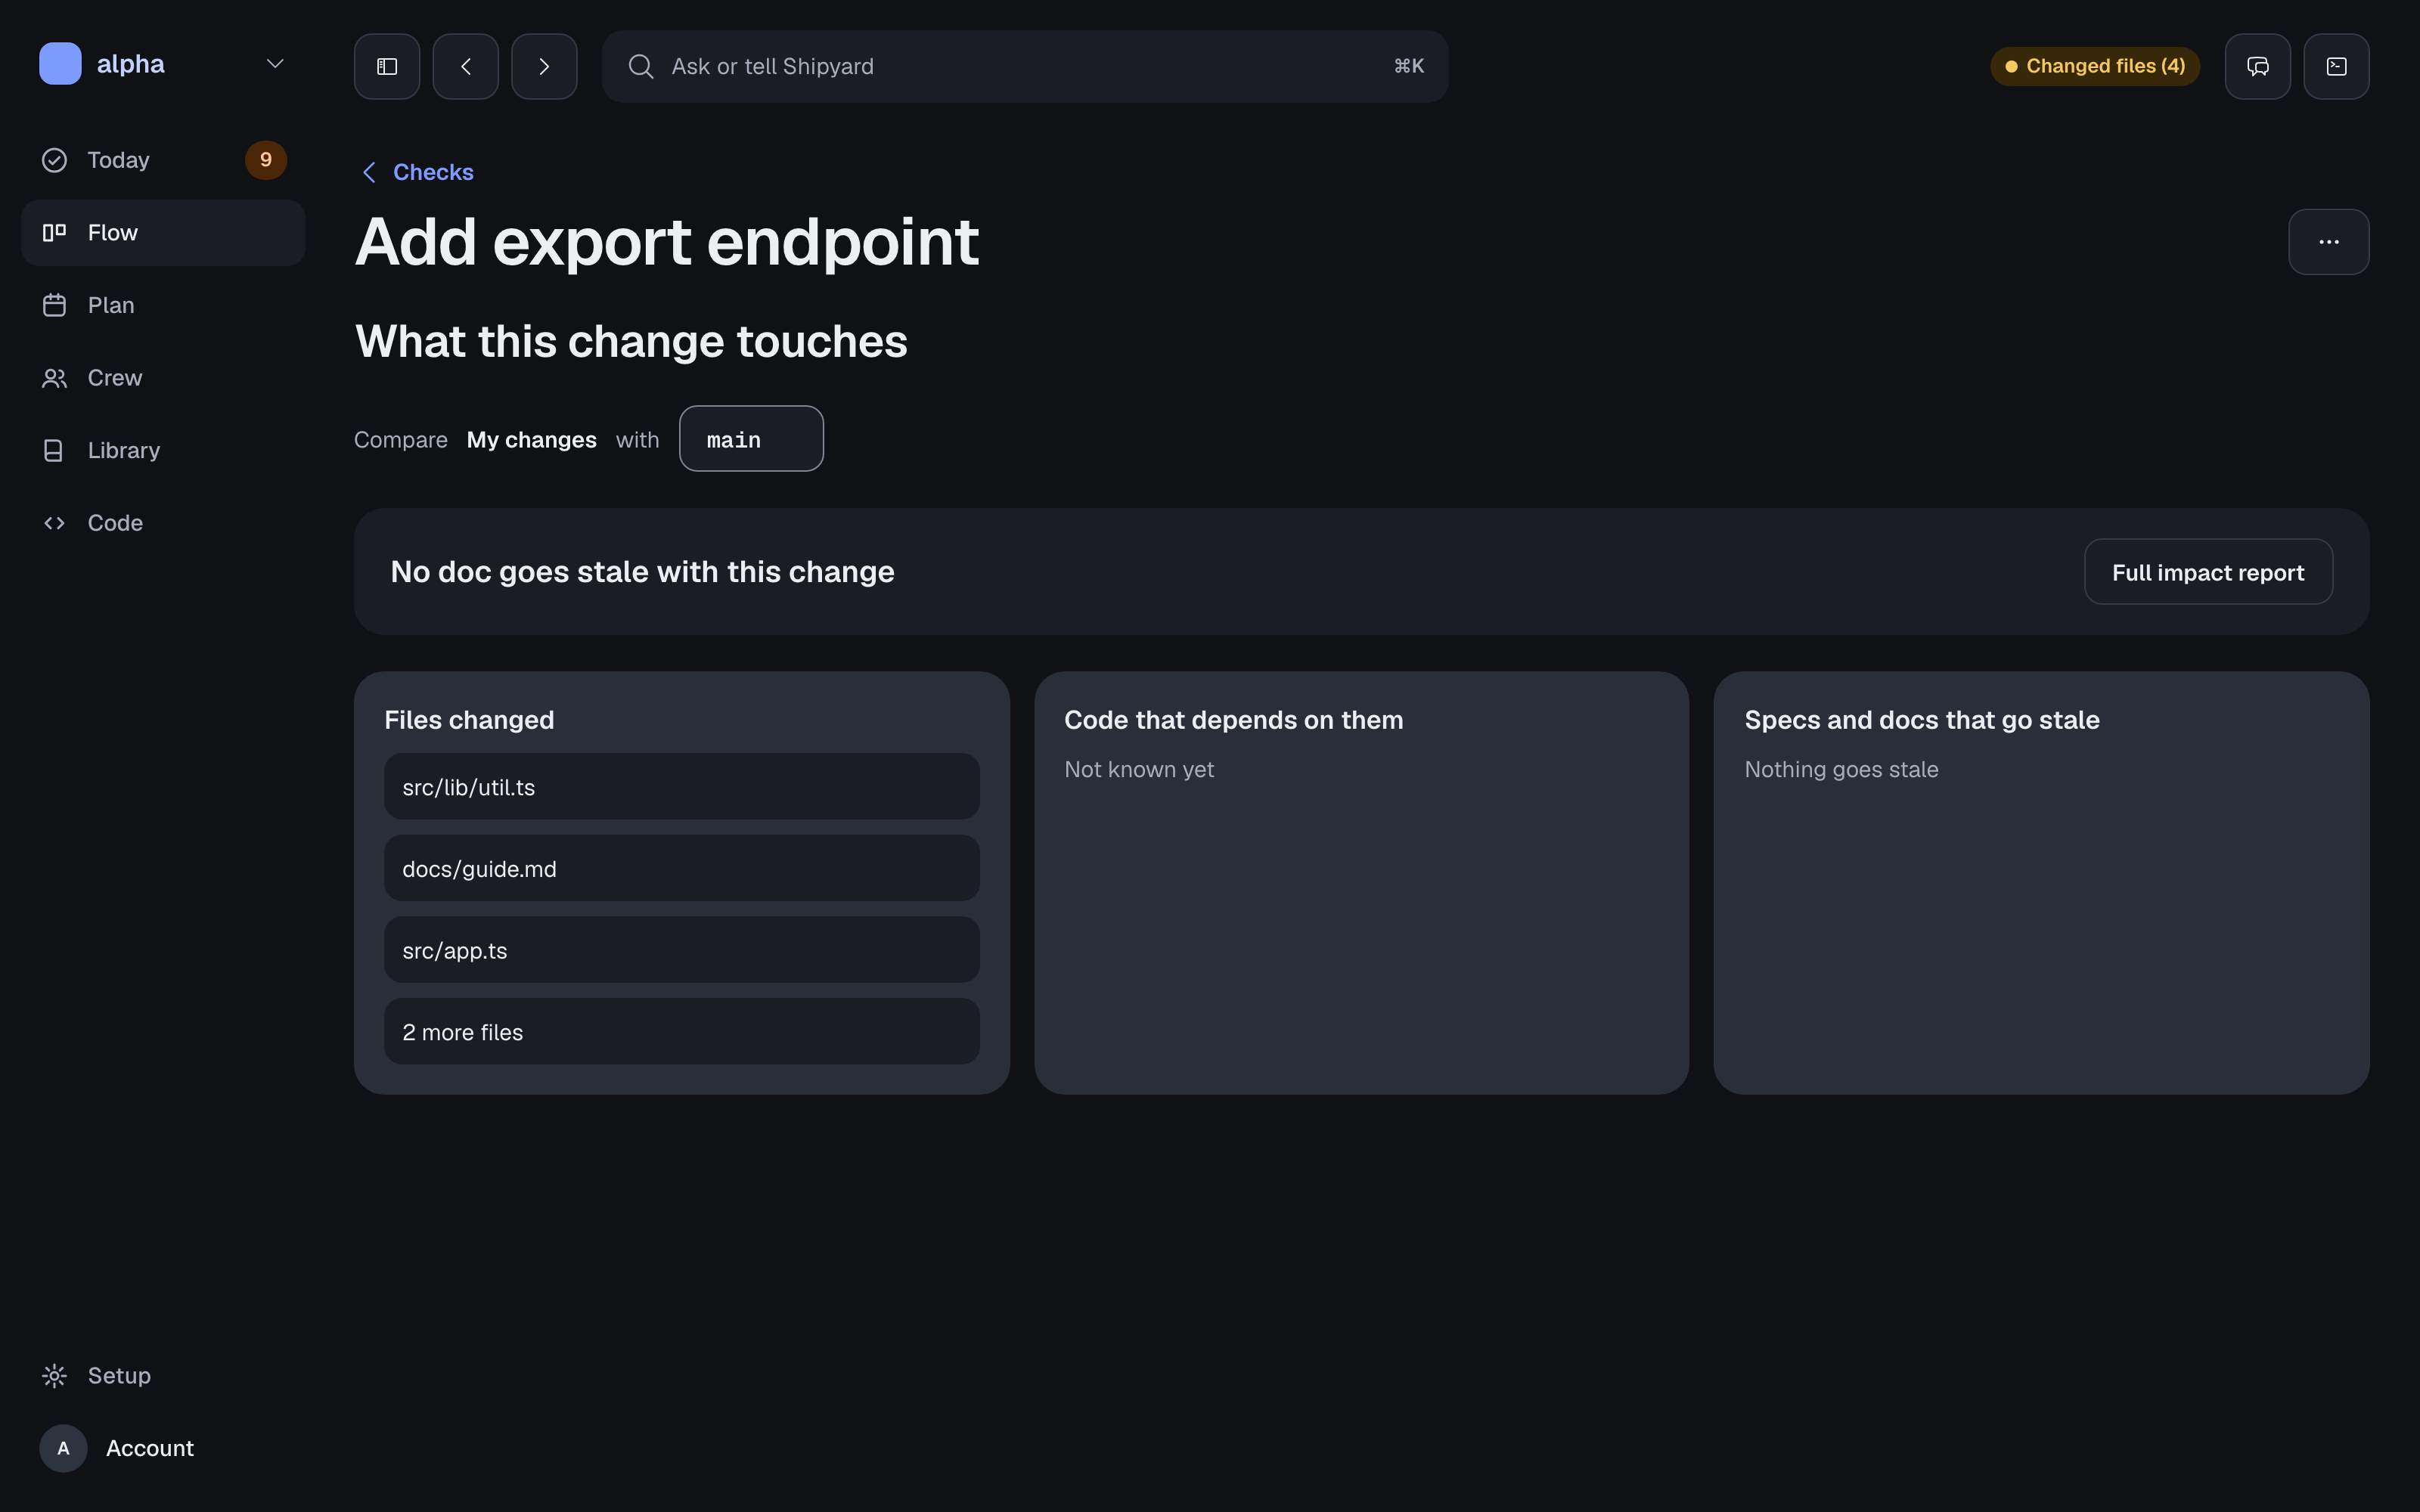 alpha
Ask or tell Shipyard
⌘K
Changed files (4)
Today
9
Flow
Plan
Crew
Library
Code
Checks
Add export endpoint
What this change touches
Compare My changes with main
No doc goes stale with this change
Full impact report
Files changed
src/lib/util.ts
docs/guide.md
src/app.ts
2 more files
Code that depends on them
Not known yet
Specs and docs that go stale
Nothing goes stale
Setup
A
Account